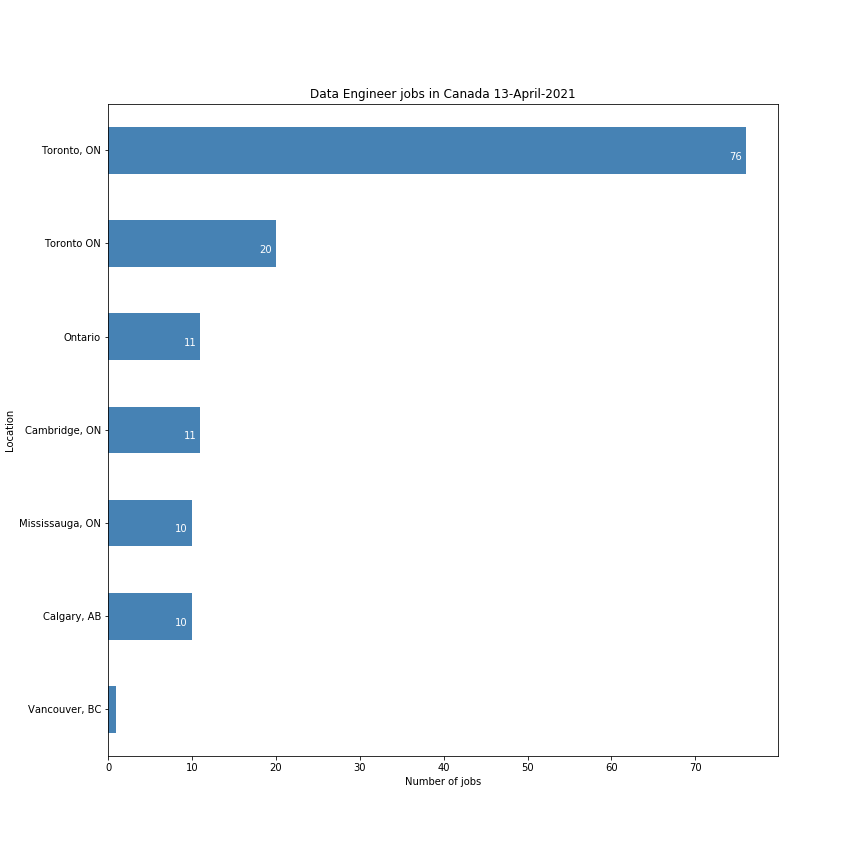 Data Engineer jobs in Canada 13-April-2021
Toronto, ON
76
Toronto ON
20
Ontario
11
Cambridge, ON
11
Mississauga, ON
10
Calgary, AB
10
Vancouver, BC
Location
0 10 20 30 40 50 60 70
Number of jobs